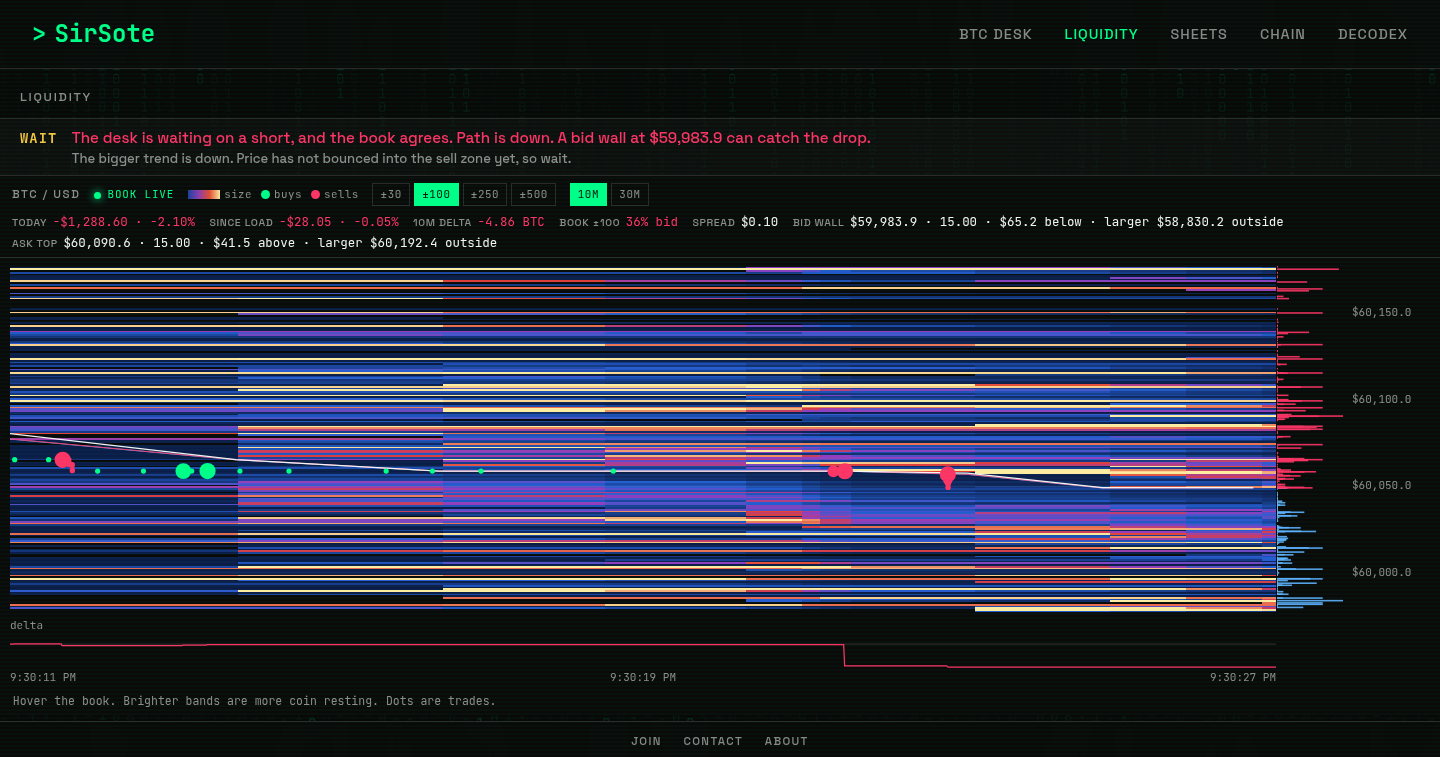 > SirSote
BTC DESK LIQUIDITY SHEETS CHAIN DECODEX
LIQUIDITY
WAIT The desk is waiting on a short, and the book agrees. Path is down. A bid wall at $59,983.9 can catch the drop.
The bigger trend is down. Price has not bounced into the sell zone yet, so wait.
BTC / USD BOOK LIVE size buys sells ±30 ±100 ±250 ±500 10M 30M
TODAY -$1,288.60 · -2.10% SINCE LOAD -$28.05 · -0.05% 10M DELTA -4.86 BTC BOOK ±100 36% bid SPREAD $0.10 BID WALL $59,983.9 · 15.00 · $65.2 below · larger $58,830.2 outside
ASK TOP $60,090.6 · 15.00 · $41.5 above · larger $60,192.4 outside
$60,150.0
$60,100.0
$60,050.0
$60,000.0
delta
9:30:11 PM 9:30:19 PM 9:30:27 PM
Hover the book. Brighter bands are more coin resting. Dots are trades.
JOIN CONTACT ABOUT